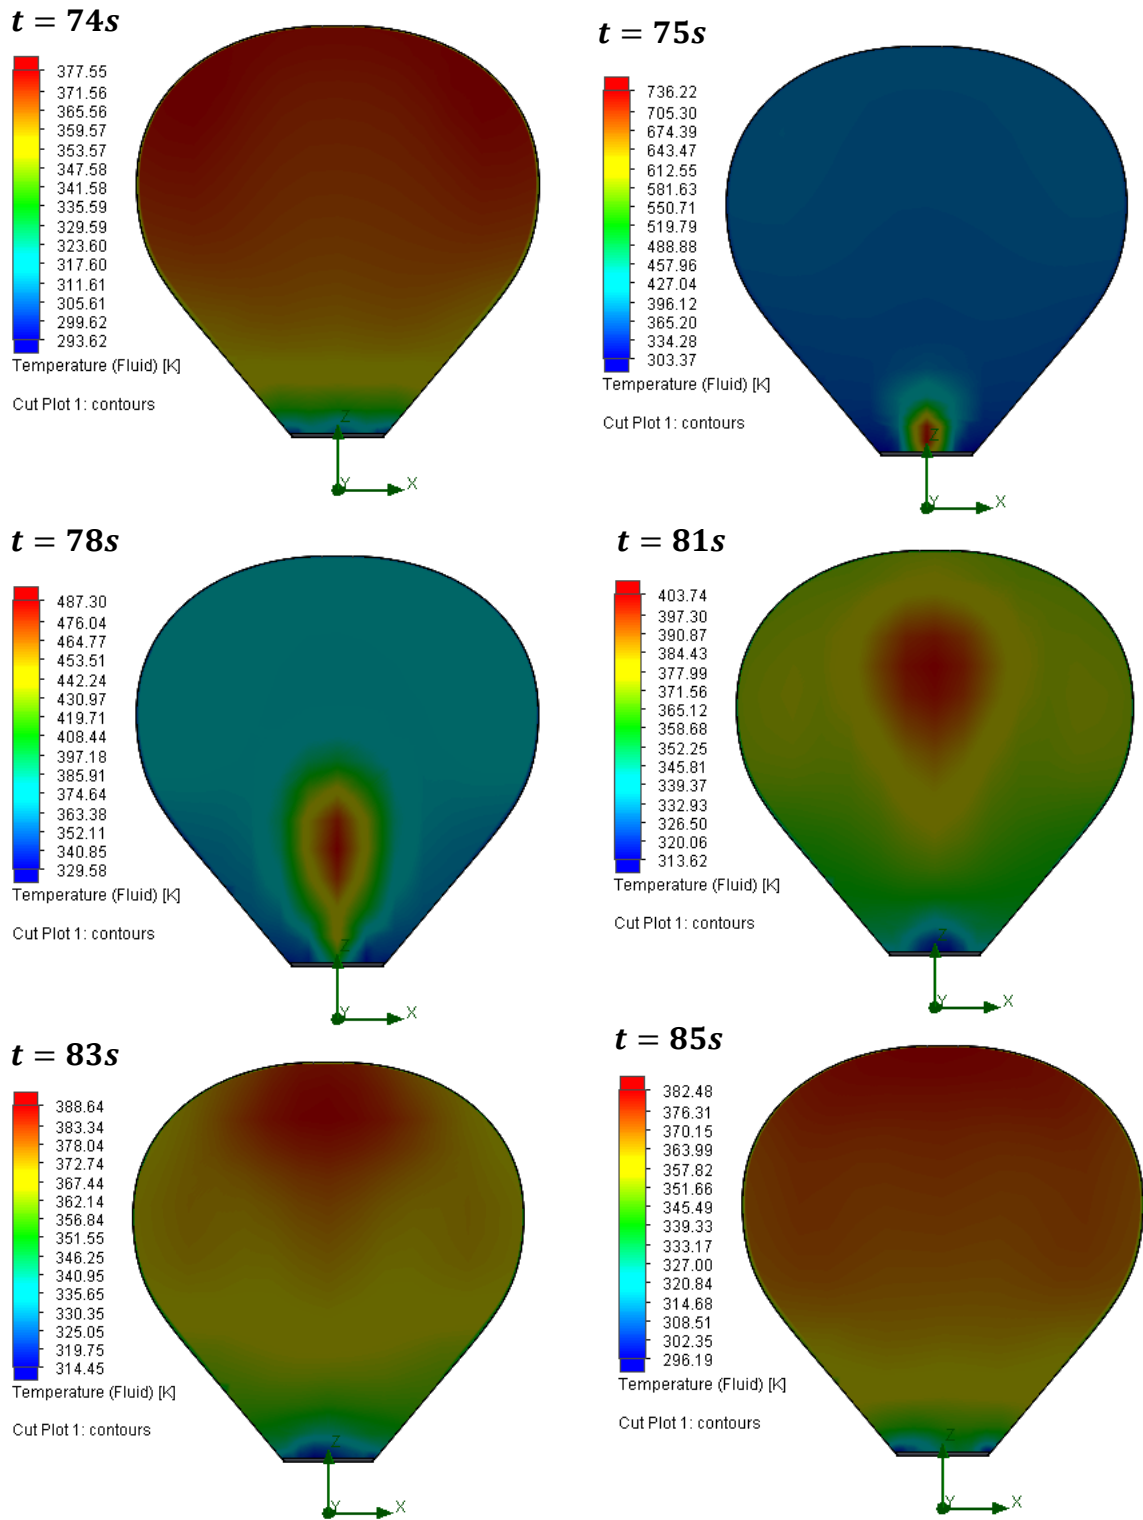 t = 74s
377.55
371.56
365.56
359.57
353.57
347.58
341.58
335.59
329.59
323.60
317.60
311.61
305.61
299.62
293.62
Temperature (Fluid) [K]
Cut Plot 1: contours
Z
Y
X
t = 75s
736.22
705.30
674.39
643.47
612.55
581.63
550.71
519.79
488.88
457.96
427.04
396.12
365.20
334.28
303.37
Temperature (Fluid) [K]
Cut Plot 1: contours
Z
Y
X
t = 78s
487.30
476.04
464.77
453.51
442.24
430.97
419.71
408.44
397.18
385.91
374.64
363.38
352.11
340.85
329.58
Temperature (Fluid) [K]
Cut Plot 1: contours
Z
Y
X
t = 81s
403.74
397.30
390.87
384.43
377.99
371.56
365.12
358.68
352.25
345.81
339.37
332.93
326.50
320.06
313.62
Temperature (Fluid) [K]
Cut Plot 1: contours
Z
Y
X
t = 83s
388.64
383.34
378.04
372.74
367.44
362.14
356.84
351.55
346.25
340.95
335.65
330.35
325.05
319.75
314.45
Temperature (Fluid) [K]
Cut Plot 1: contours
Z
Y
X
t = 85s
382.48
376.31
370.15
363.99
357.82
351.66
345.49
339.33
333.17
327.00
320.84
314.68
308.51
302.35
296.19
Temperature (Fluid) [K]
Cut Plot 1: contours
Z
Y
X